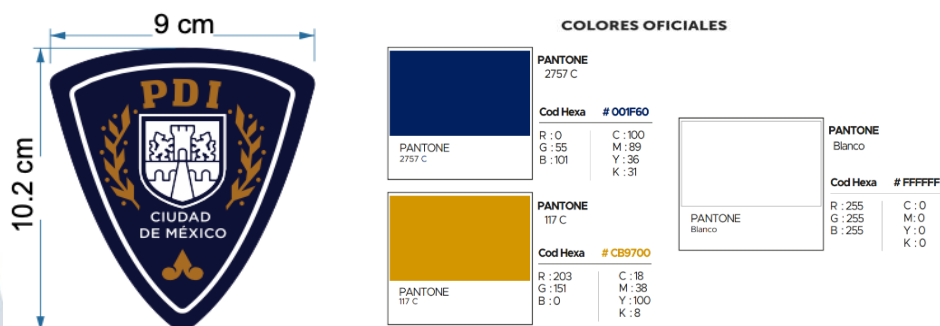 9 cm
10.2 cm
PDI
CIUDAD
DE MÉXICO
COLORES OFICIALES
PANTONE
2757 C
PANTONE
2757 C
Cod Hexa # 001F60
R : 0 C : 100
G : 55 M : 89
B : 101 Y : 36
K : 31
PANTONE
117 C
PANTONE
117 C
Cod Hexa # CB9700
R : 203 C : 18
G : 151 M : 38
B : 0 Y : 100
K : 8
PANTONE
Blanco
PANTONE
Blanco
Cod Hexa # FFFFFF
R : 255 C : 0
G : 255 M : 0
B : 255 Y : 0
K : 0